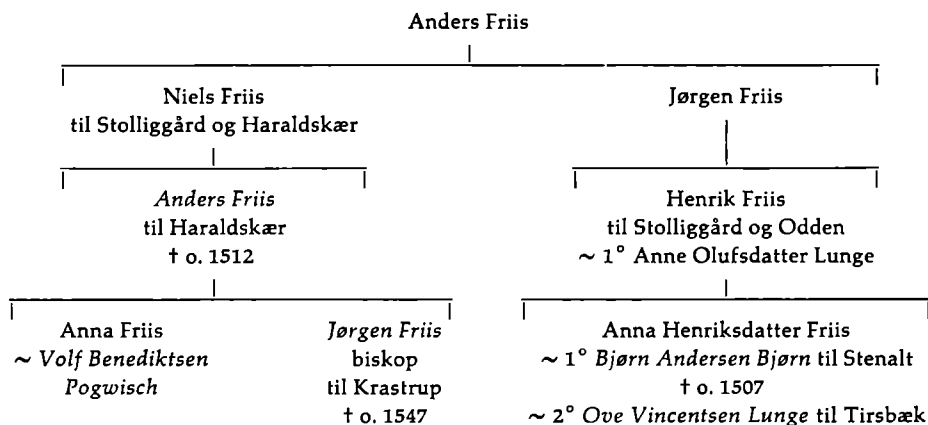 Anders Friis
Niels Friis
til Stolliggård og Haraldskær
Jørgen Friis
Anders Friis
til Haraldskær
† o. 1512
Henrik Friis
til Stolliggård og Odden
~ 1° Anne Olufsdatter Lunge
Anna Friis
~ Volf Benediktsen
Pogwisch
Jørgen Friis
biskop
til Krastrup
† o. 1547
Anna Henriksdatter Friis
~ 1° Bjørn Andersen Bjørn til Stenalt
† o. 1507
~ 2° Ove Vincentsen Lunge til Tirsbæk